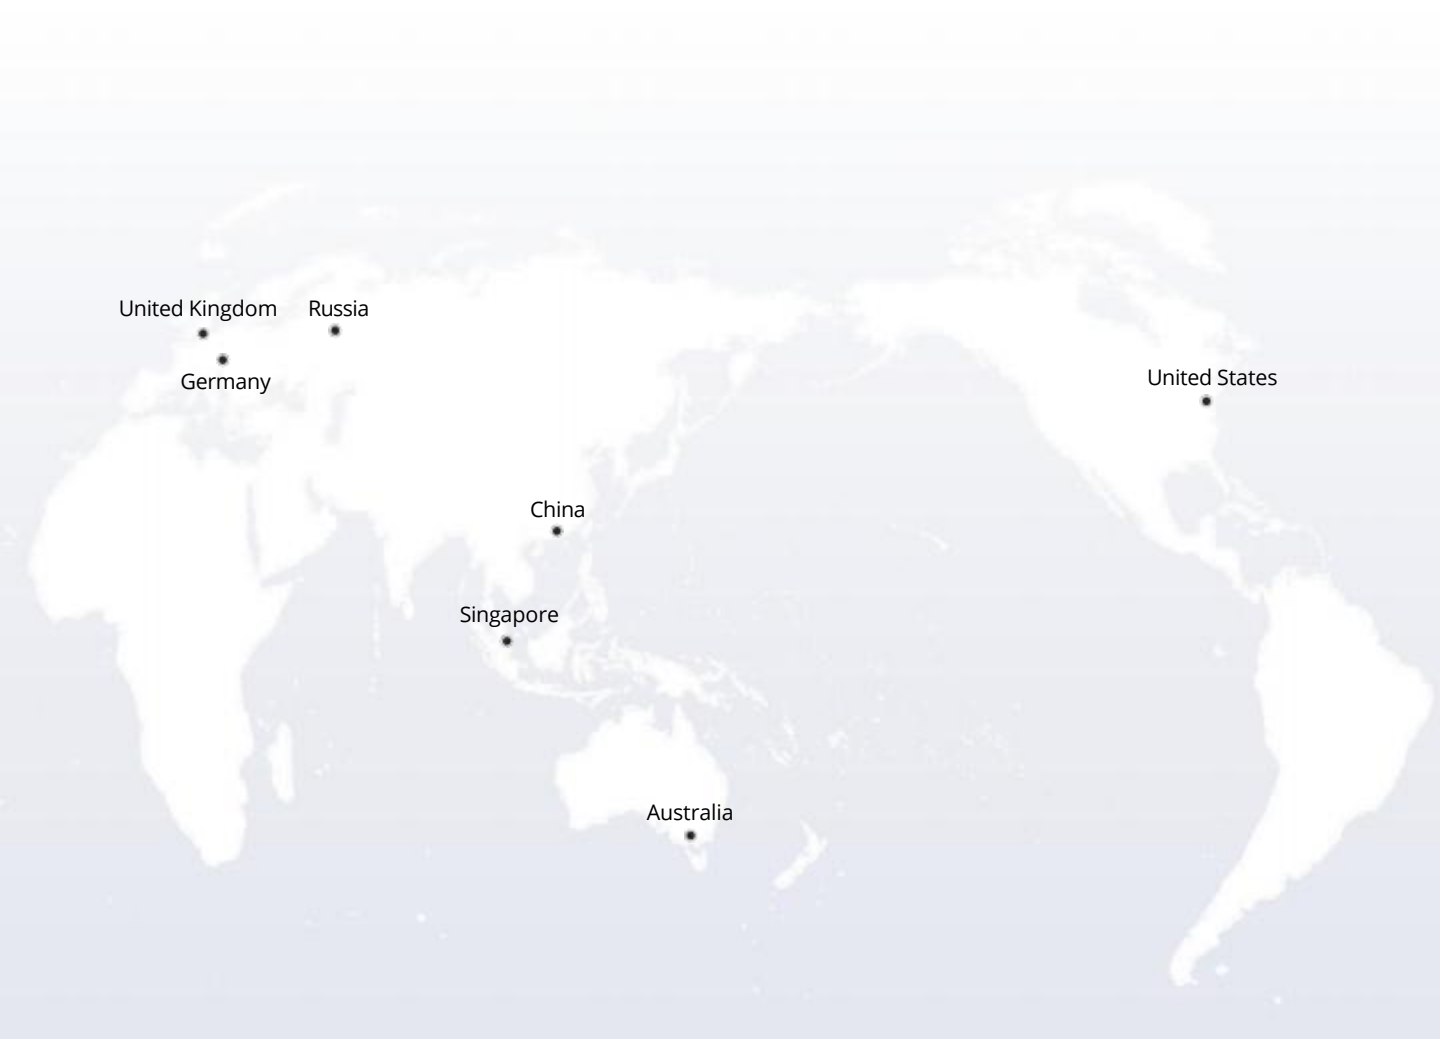 United Kingdom
Russia
Germany
United States
China
Singapore
Australia